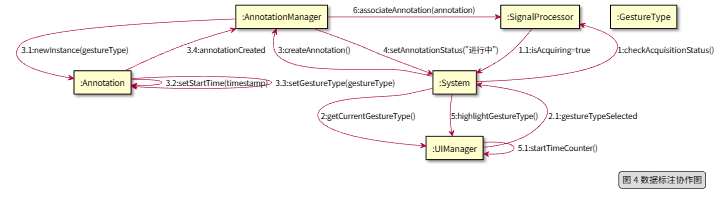 6:associateAnnotation(annotation)
:AnnotationManager
:SignalProcessor
:GestureType
3.1:newInstance(gestureType)
3.4:annotationCreated
3:createAnnotation()
4:setAnnotationStatus("进行中")
1.1:isAcquiring=true
1:checkAcquisitionStatus()
:Annotation
3.2:setStartTime(timestamp)
3.3:setGestureType(gestureType)
:System
2:getCurrentGestureType()
5:highlightGestureType()
2.1:gestureTypeSelected
:UIManager
5.1:startTimeCounter()
图 4 数据标注协作图